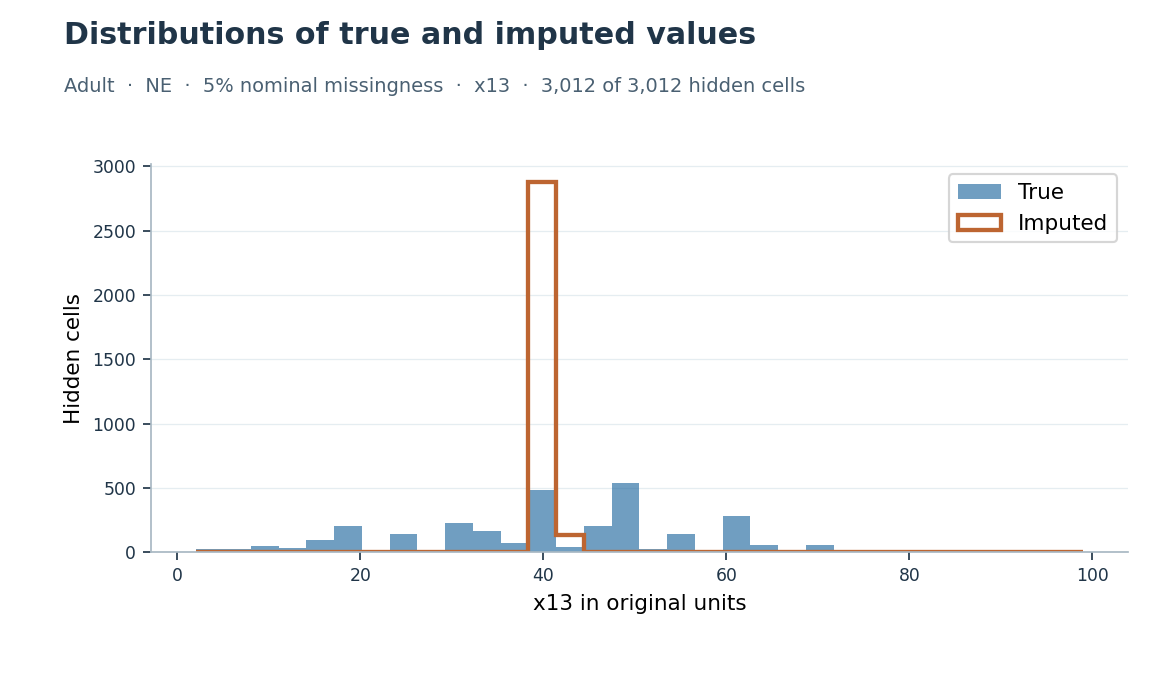 Distributions of true and imputed values
Adult · NE · 5% nominal missingness · x13 · 3,012 of 3,012 hidden cells
3000
2500
2000
1500
1000
500
0
Hidden cells
True
Imputed
0 20 40 60 80 100
x13 in original units